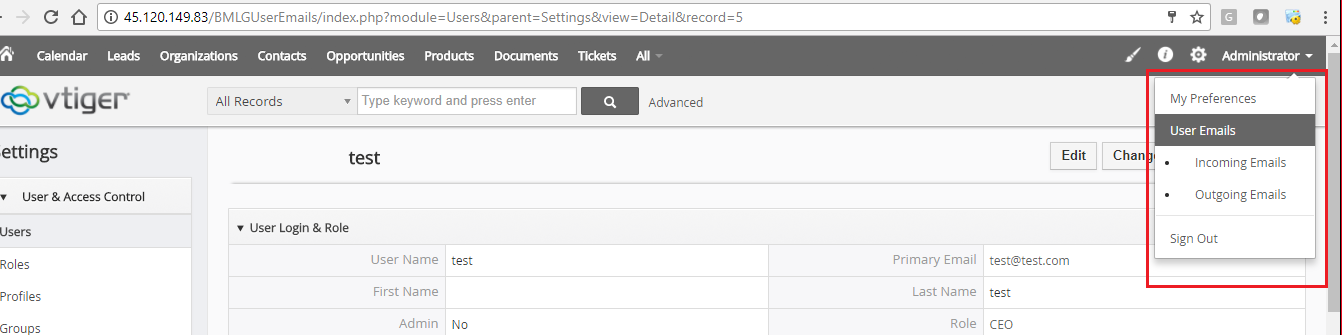 45.120.149.83/BMLGUserEmails/index.php?module=Users&parent=Settings&view=Detail&record=5
G
Calendar Leads Organizations Contacts Opportunities Products Documents Tickets All Administrator
vtiger All Records Type keyword and press enter Advanced
My Preferences
User Emails
Incoming Emails
Outgoing Emails
Sign Out
ettings
User & Access Control
Users
Roles
Profiles
Groups
test Edit Chang
User Login & Role
User Name test Primary Email test@test.com
First Name Last Name test
Admin No Role CEO